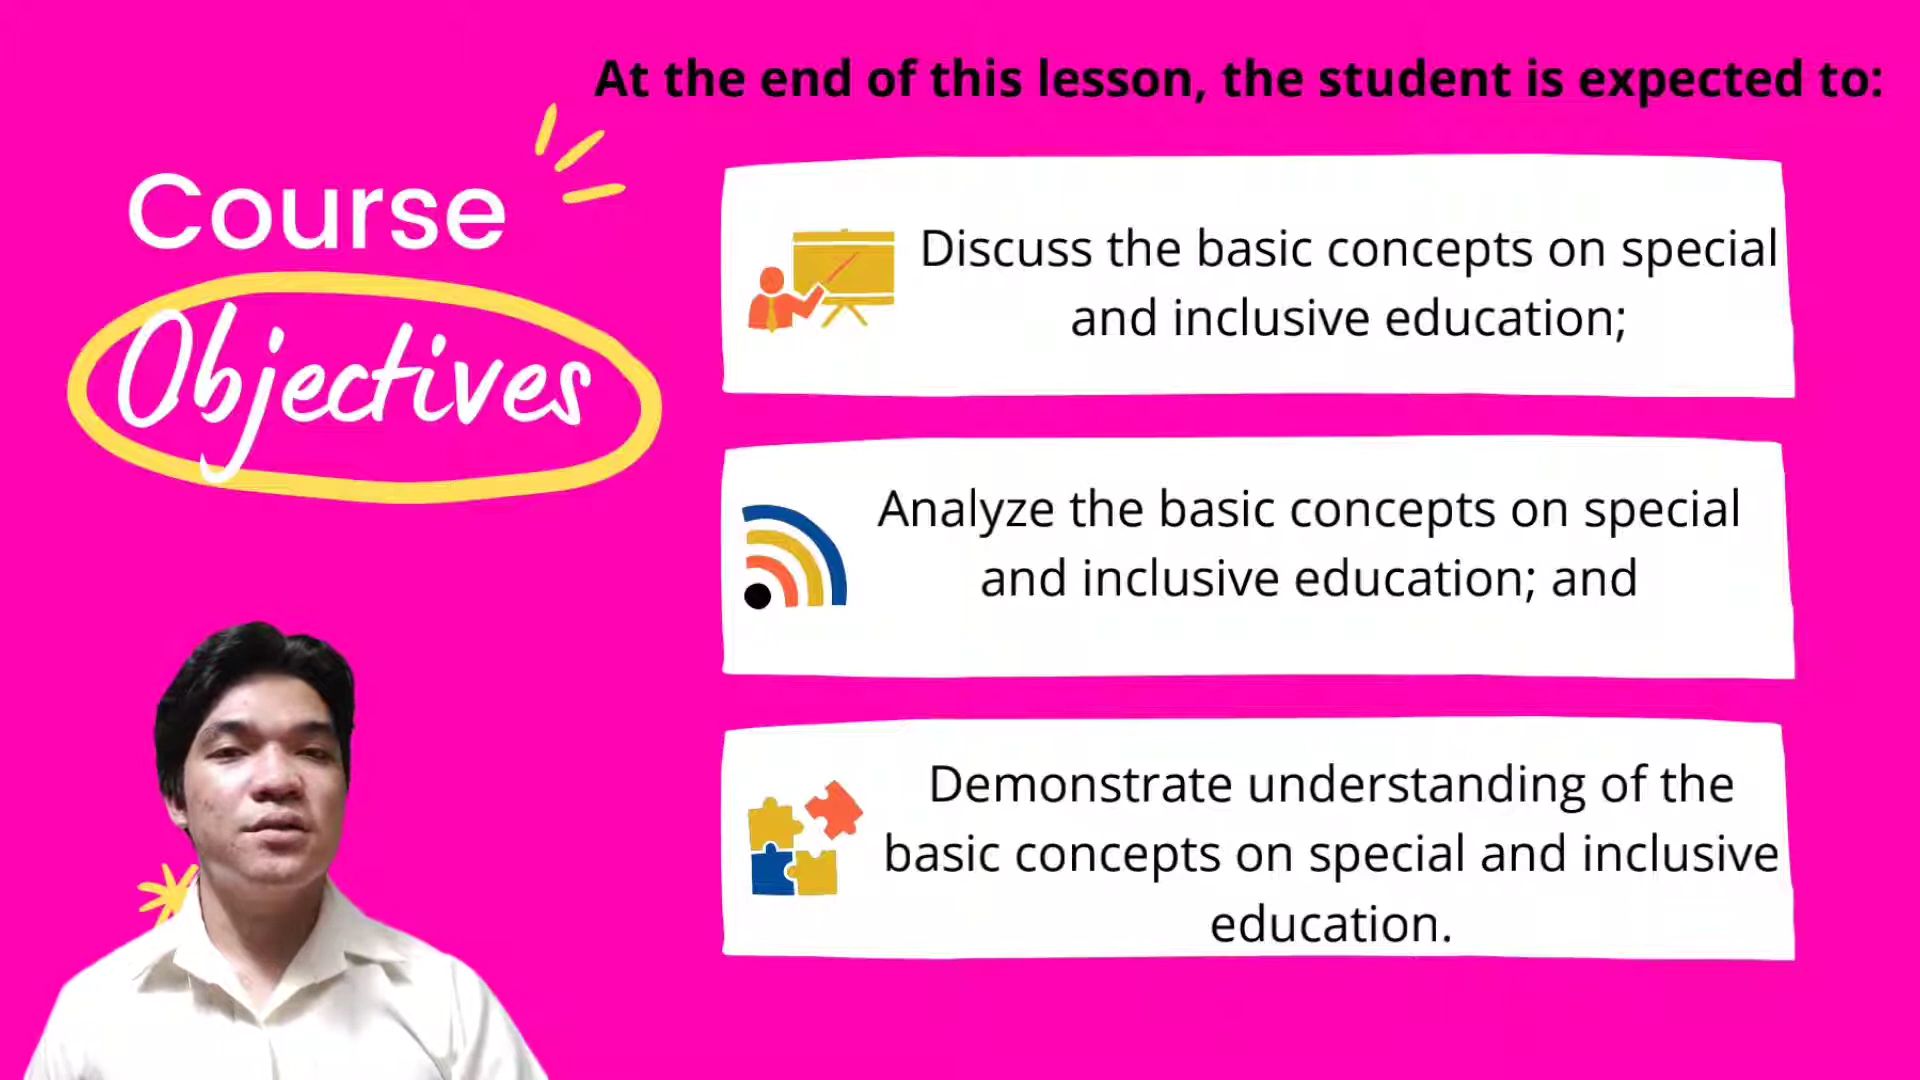 At the end of this lesson, the student is expected to:
Course
Objectives
Discuss the basic concepts on special
and inclusive education;
Analyze the basic concepts on special
and inclusive education; and
Demonstrate understanding of the
basic concepts on special and inclusive
education.